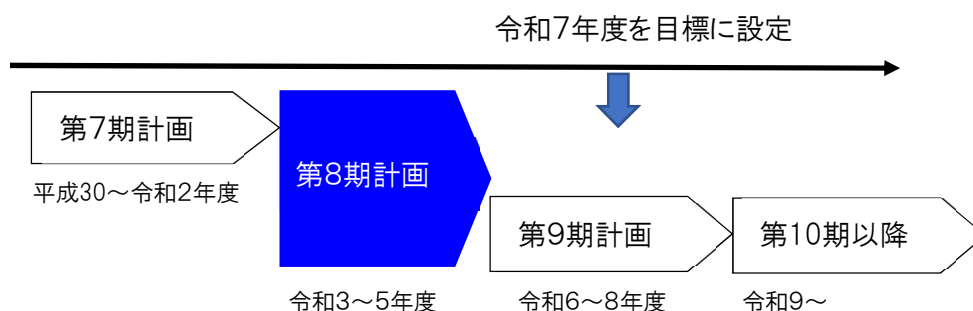 令和7年度を目標に設定
第7期計画
平成30～令和2年度
第8期計画
令和3～5年度
第9期計画
令和6～8年度
第10期以降
令和9～